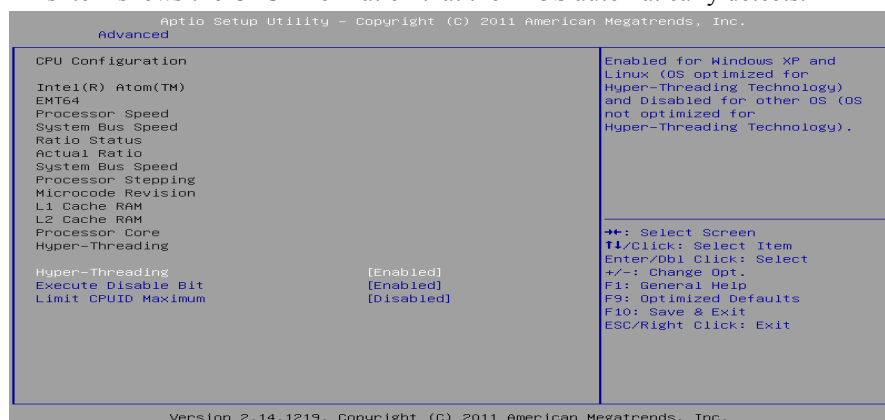 Aptio Setup Utility – Copyright (C) 2011 American Megatrends, Inc.
Advanced
CPU Configuration
Intel(R) Atom(TM)
EMT64
Processor Speed
System Bus Speed
Ratio Status
Actual Ratio
System Bus Speed
Processor Stepping
Microcode Revision
L1 Cache RAM
L2 Cache RAM
Processor Core
Hyper-Threading
Hyper-Threading [Enabled]
Execute Disable Bit [Enabled]
Limit CPUID Maximum [Disabled]
Enabled for Windows XP and
Linux (OS optimized for
Hyper-Threading Technology)
and Disabled for other OS (OS
not optimized for
Hyper-Threading Technology).
→←: Select Screen
↑↓/Click: Select Item
Enter/Dbl Click: Select
+/-: Change Opt.
F1: General Help
F9: Optimized Defaults
F10: Save & Exit
ESC/Right Click: Exit
Version 2.14.1219. Copyright (C) 2011 American Megatrends, Inc.